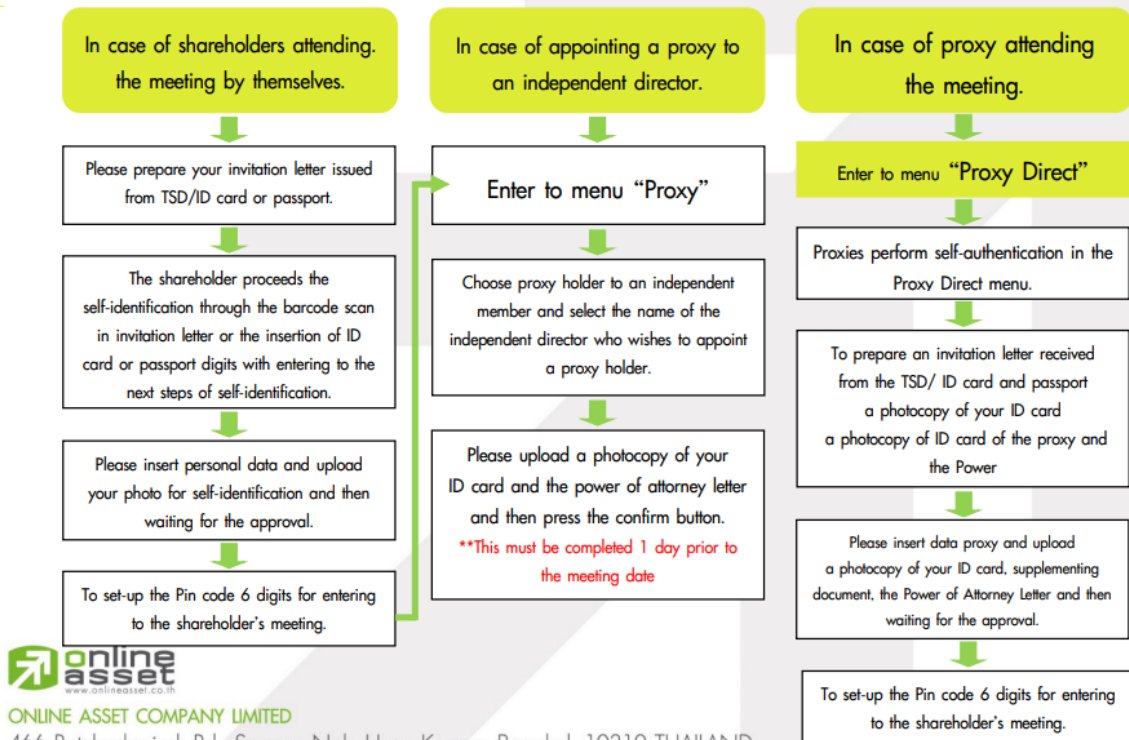 In case of shareholders attending.
the meeting by themselves.
Please prepare your invitation letter issued
from TSD/ID card or passport.
The shareholder proceeds the
self-identification through the barcode scan
in invitation letter or the insertion of ID
card or passport digits with entering to the
next steps of self-identification.
Please insert personal data and upload
your photo for self-identification and then
waiting for the approval.
To set-up the Pin code 6 digits for entering
to the shareholder's meeting.
In case of appointing a proxy to
an independent director.
Enter to menu “Proxy”
Choose proxy holder to an independent
member and select the name of the
independent director who wishes to appoint
a proxy holder.
Please upload a photocopy of your
ID card and the power of attorney letter
and then press the confirm button.
**This must be completed 1 day prior to
the meeting date
In case of proxy attending
the meeting.
Enter to menu “Proxy Direct”
Proxies perform self-authentication in the
Proxy Direct menu.
To prepare an invitation letter received
from the TSD/ ID card and passport
a photocopy of your ID card
a photocopy of ID card of the proxy and
the Power
Please insert data proxy and upload
a photocopy of your ID card, supplementing
document, the Power of Attorney Letter and then
waiting for the approval.
To set-up the Pin code 6 digits for entering
to the shareholder's meeting.
online
asset
www.onlineasset.co.th
ONLINE ASSET COMPANY LIMITED
10310 THAILAND